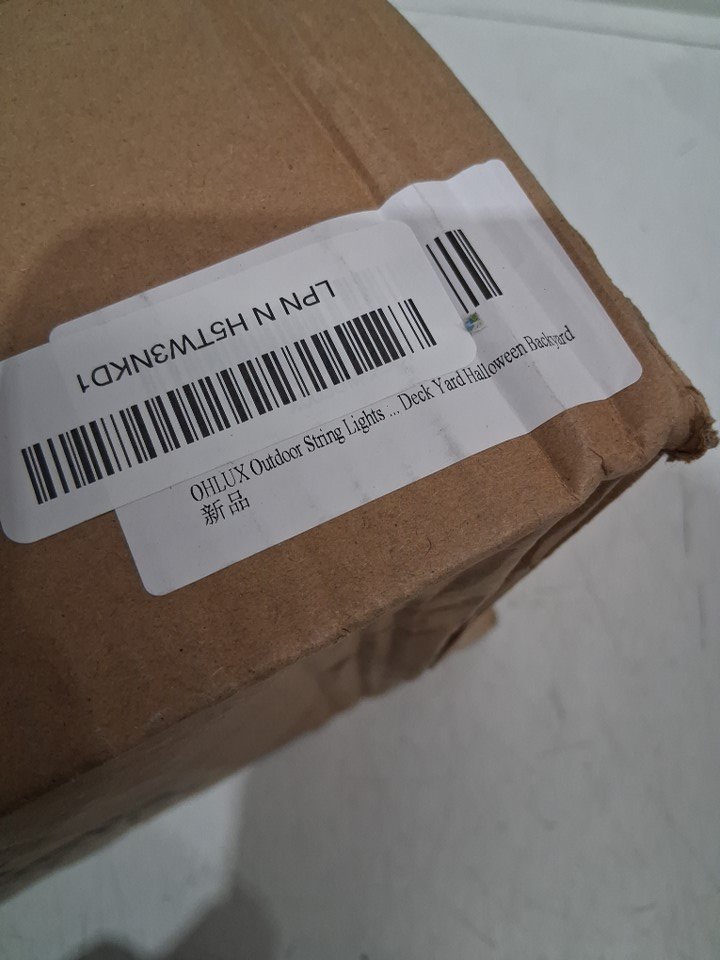 LPN N H5TW3NKD1
OHLUX Outdoor String Lights ... Deck Yard Halloween Backyard
新品